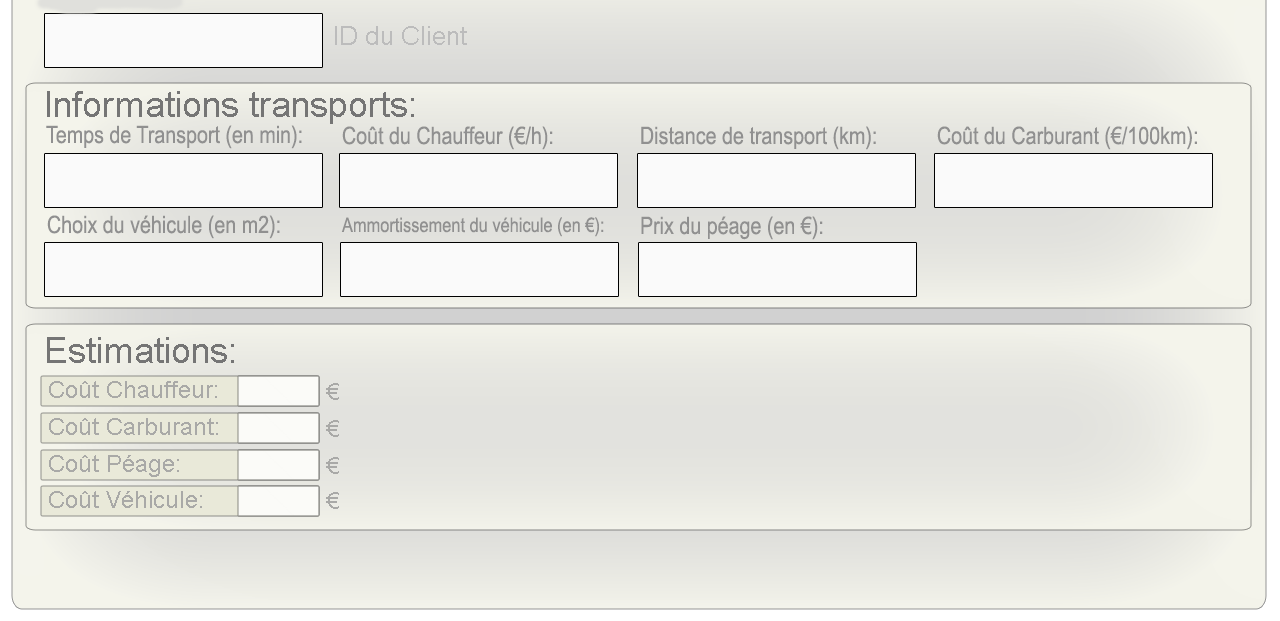 ID du Client
Informations transports:
Temps de Transport (en min): Coût du Chauffeur (€/h): Distance de transport (km): Coût du Carburant (€/100km):
Choix du véhicule (en m2): Ammortissement du véhicule (en €): Prix du péage (en €):
Estimations:
Coût Chauffeur: €
Coût Carburant: €
Coût Péage: €
Coût Véhicule: €